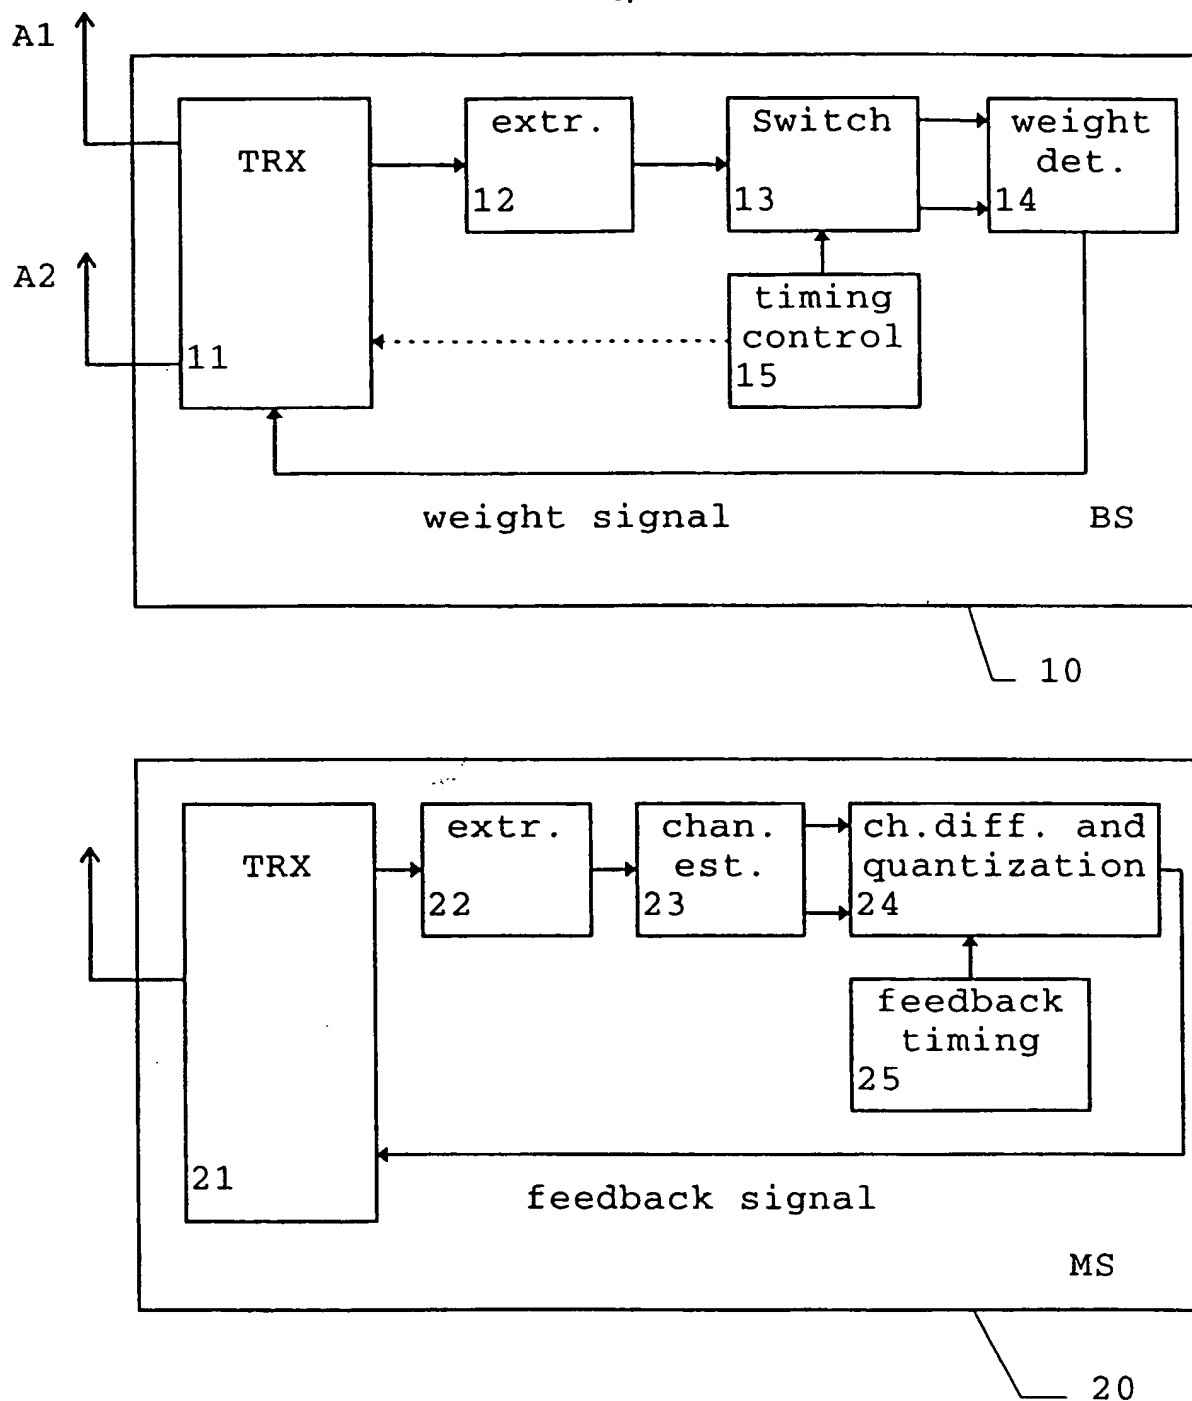 A1
TRX
11
extr.
12
Switch
13
weight
det.
14
A2
timing
control
15
weight signal
BS
10
TRX
21
extr.
22
chan.
est.
23
ch.diff. and
quantization
24
feedback
timing
25
feedback signal
MS
20